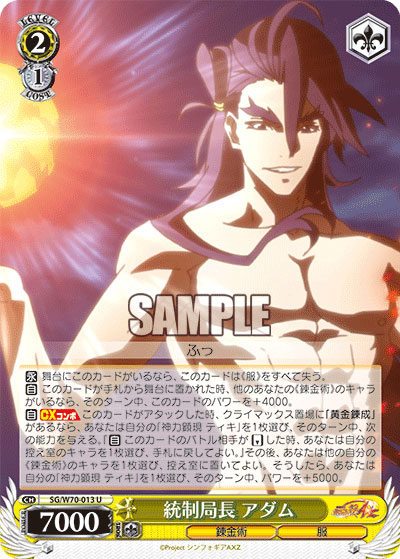 LEVEL
2
1
COST
SAMPLE
ふっ
永 舞台にこのカードがいるなら、このカードは《服》をすべて失う。
自 このカードが手札から舞台に置かれた時、他のあなたの《錬金術》のキャラ
がいるなら、そのターン中、このカードのパワーを+4000。
自 CXコンボ このカードがアタックした時、クライマックス置場に「黄金錬成」
があるなら、あなたは自分の「神力顕現 ティキ」を1枚選び、そのターン中、次
の能力を与える。『自 このカードのバトル相手が した時、あなたは自分の
控え室のキャラを1枚選び、手札に戻してよい。』その後、あなたは自分の
《錬金術》のキャラを1枚選び、控え室に置いてよい。そうしたら、あなたは
自分の「神力顕現 ティキ」を1枚選び、そのターン中、パワーを+5000。
CH SG/W70-013 U
7000
統制局長 アダム
錬金術 服
©Project シンフォギアAXZ